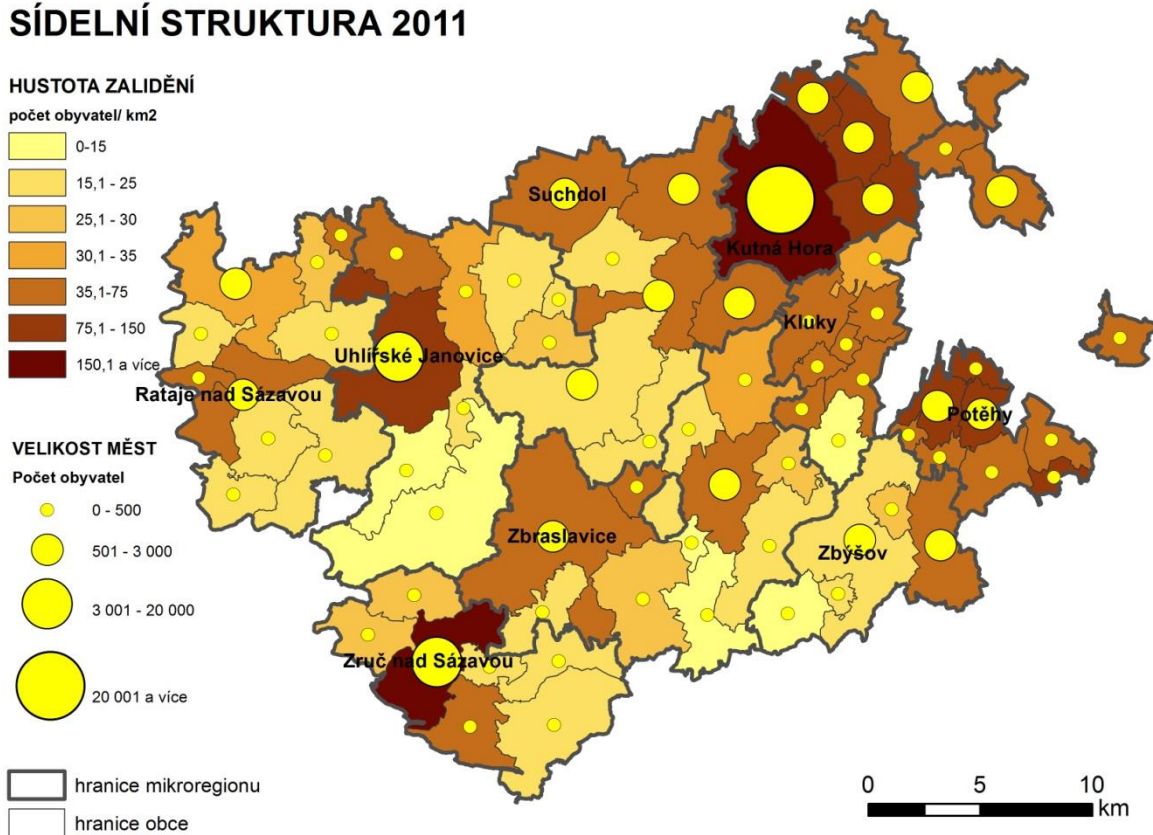 SÍDELNÍ STRUKTURA 2011
HUSTOTA ZALIDĚNÍ
počet obyvatel/ km2
0-15
15,1 - 25
25,1 - 30
30,1 - 35
35,1-75
75,1 - 150
150,1 a více
VELIKOST MĚST
Počet obyvatel
0 - 500
501 - 3 000
3 001 - 20 000
20 001 a více
hranice mikroregionu
hranice obce
Suchdol
Kutná Hora
Kluky
Uhlířské Janovice
Rataje nad Sázavou
Potěhy
Zbraslavice
Zbýšov
Zruč nad Sázavou
0 5 10
km